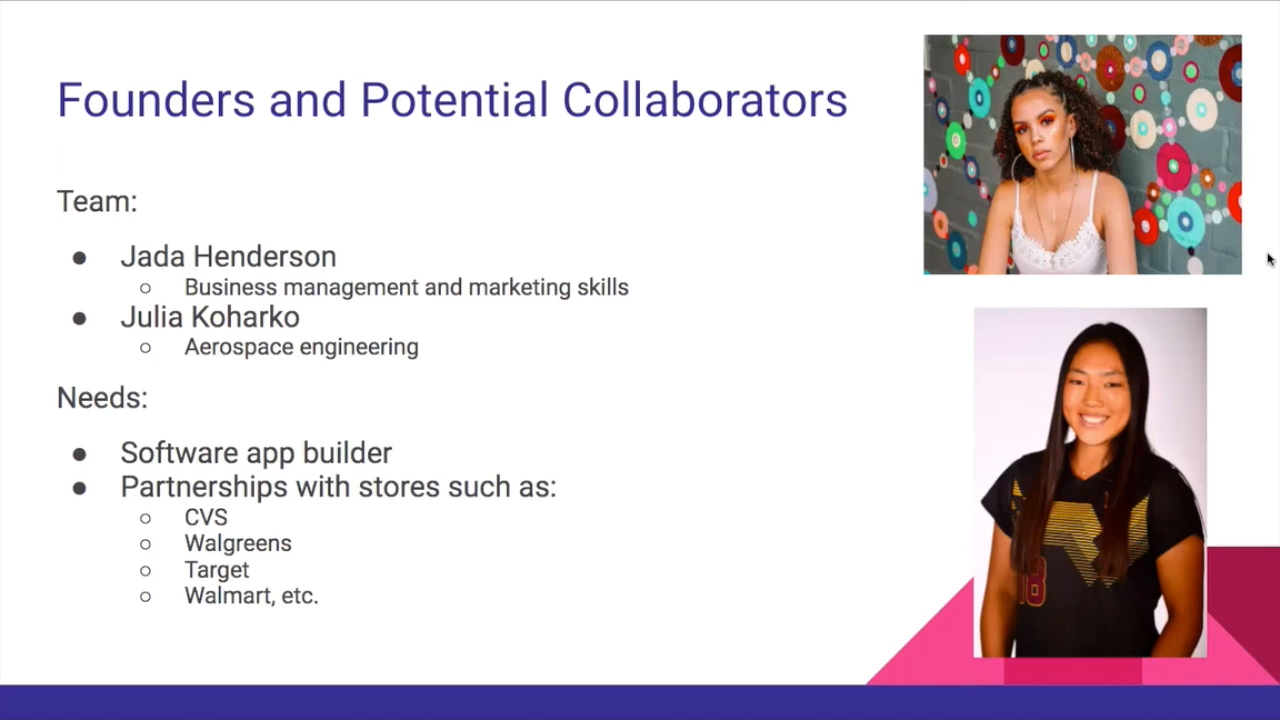 Founders and Potential Collaborators
Team:
● Jada Henderson
○ Business management and marketing skills
● Julia Koharko
○ Aerospace engineering
Needs:
● Software app builder
● Partnerships with stores such as:
○ CVS
○ Walgreens
○ Target
○ Walmart, etc.
18